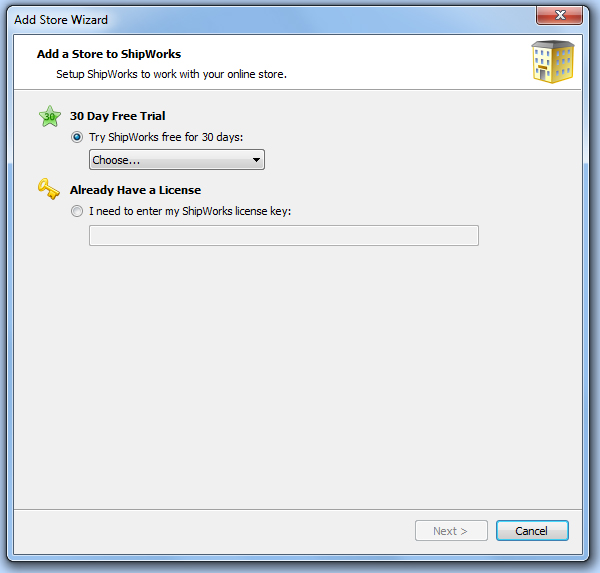 Add Store Wizard
Add a Store to ShipWorks
Setup ShipWorks to work with your online store.
30
30 Day Free Trial
Try ShipWorks free for 30 days:
Choose...
Already Have a License
I need to enter my ShipWorks license key:
Next >
Cancel